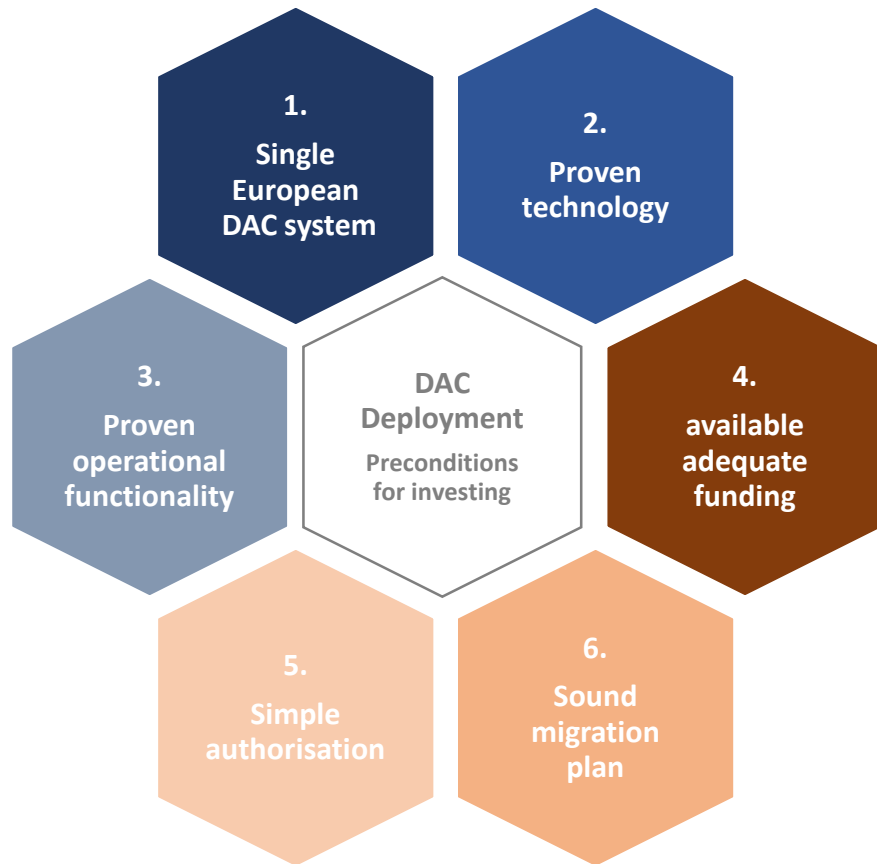 1.
Single
European
DAC system
2.
Proven
technology
3.
Proven
operational
functionality
DAC
Deployment
Preconditions
for investing
4.
available
adequate
funding
5.
Simple
authorisation
6.
Sound
migration
plan